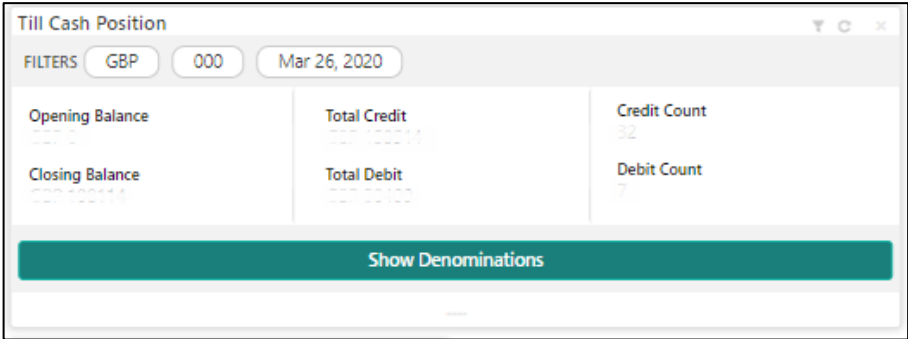 Till Cash Position
FILTERS GBP 000 Mar 26, 2020
Opening Balance Total Credit Credit Count
32
Closing Balance Total Debit Debit Count
7
Show Denominations